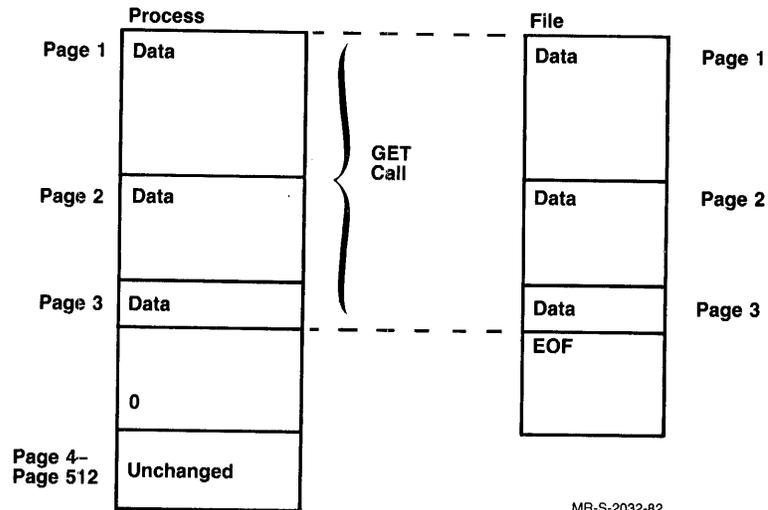 Process
File
Page 1
Data
Data
Page 1
GET
Call
Page 2
Data
Data
Page 2
Page 3
Data
Data
Page 3
EOF
0
Page 4–
Page 512
Unchanged
MR-S-2032-82